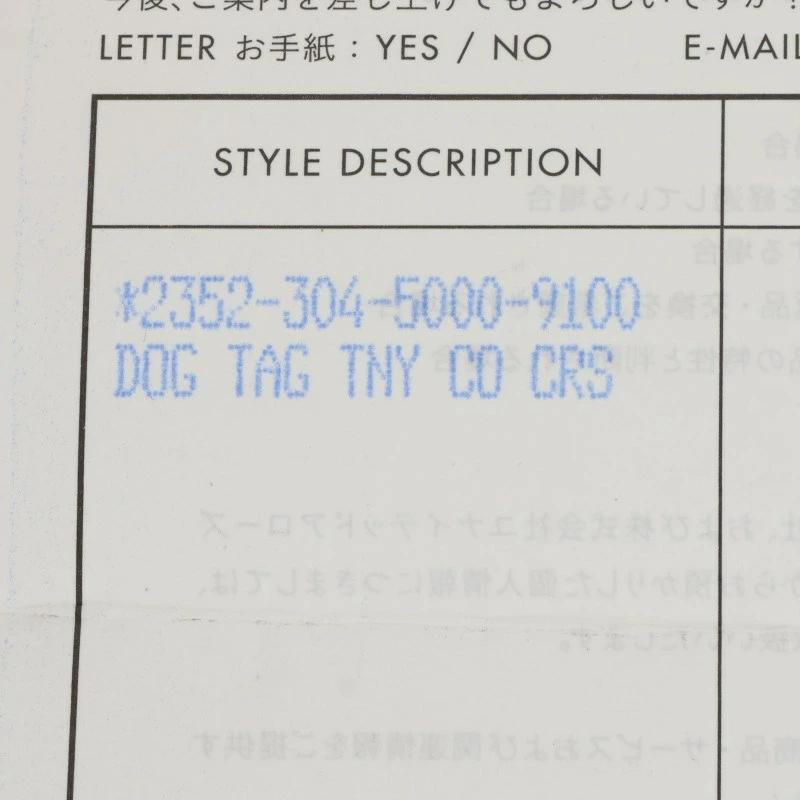 今後、ご案内を差し上げてもよろしいですか？
LETTER お手紙：YES / NO E-MAIL
STYLE DESCRIPTION
*2352-304-5000-9100
DOG TAG TNY CO CRS